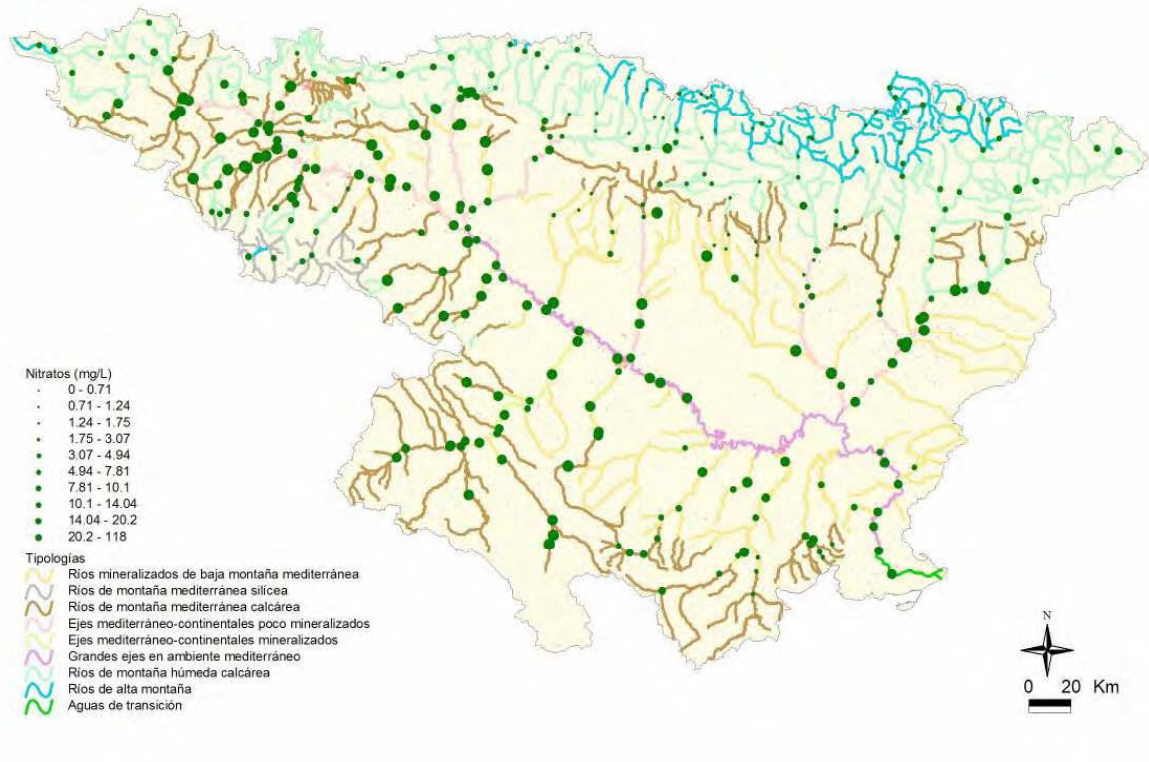 Nitratos (mg/L)
0 - 0.71
0.71 - 1.24
1.24 - 1.75
1.75 - 3.07
3.07 - 4.94
4.94 - 7.81
7.81 - 10.1
10.1 - 14.04
14.04 - 20.2
20.2 - 118
Tipologías
Ríos mineralizados de baja montaña mediterránea
Ríos de montaña mediterránea silícea
Ríos de montaña mediterránea calcárea
Ejes mediterráneo-continentales poco mineralizados
Ejes mediterráneo-continentales mineralizados
Grandes ejes en ambiente mediterráneo
Ríos de montaña húmeda calcárea
Ríos de alta montaña
Aguas de transición
N
0 20 Km